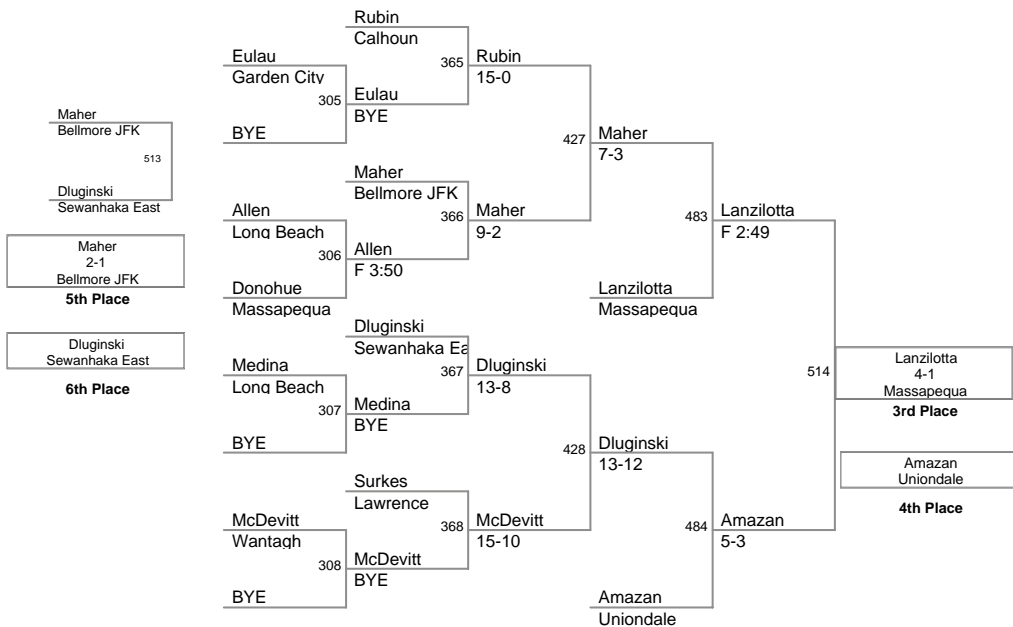 Rubin
Calhoun
Eulau
Garden City
365
Rubin
15-0
305
Eulau
BYE
BYE
Maher
Bellmore JFK
513
Dluginski
Sewanhaka East
427
Maher
7-3
Maher
Bellmore JFK
Allen
Long Beach
366
Maher
9-2
306
Allen
F 3:50
Donohue
Massapequa
483
Lanzilotta
F 2:49
Lanzilotta
Massapequa
Maher
2-1
Bellmore JFK
5th Place
Dluginski
Sewanhaka East
6th Place
Dluginski
Sewanhaka Ea
Medina
Long Beach
367
Dluginski
13-8
307
Medina
BYE
BYE
514
Lanzilotta
4-1
Massapequa
3rd Place
428
Dluginski
13-12
Amazan
Uniondale
4th Place
Surkes
Lawrence
McDevitt
Wantagh
368
McDevitt
15-10
308
McDevitt
BYE
BYE
484
Amazan
5-3
Amazan
Uniondale